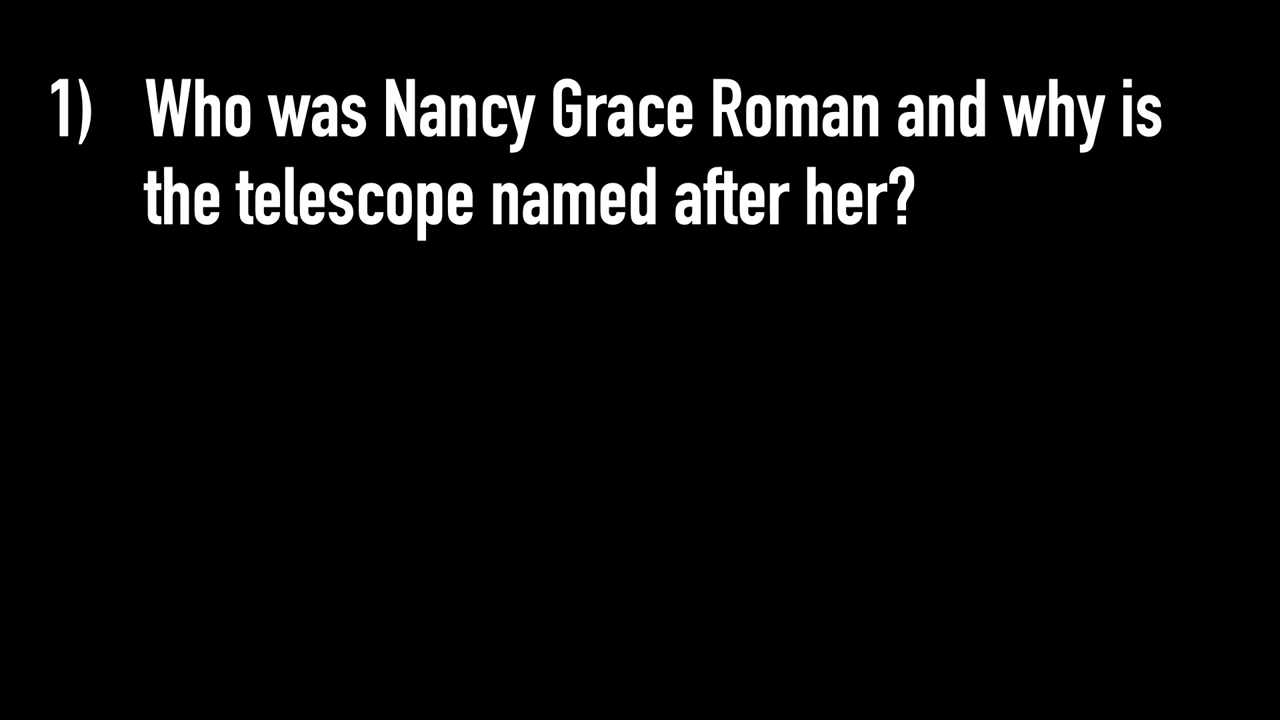 1) Who was Nancy Grace Roman and why is
the telescope named after her?